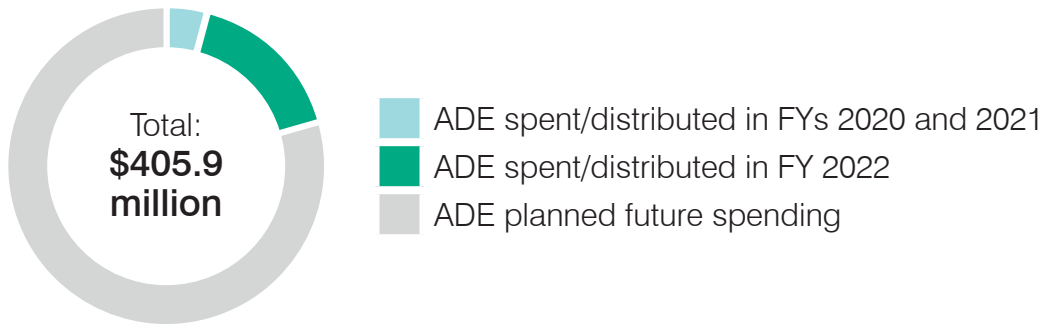 Total:
$405.9
million
ADE spent/distributed in FYs 2020 and 2021
ADE spent/distributed in FY 2022
ADE planned future spending